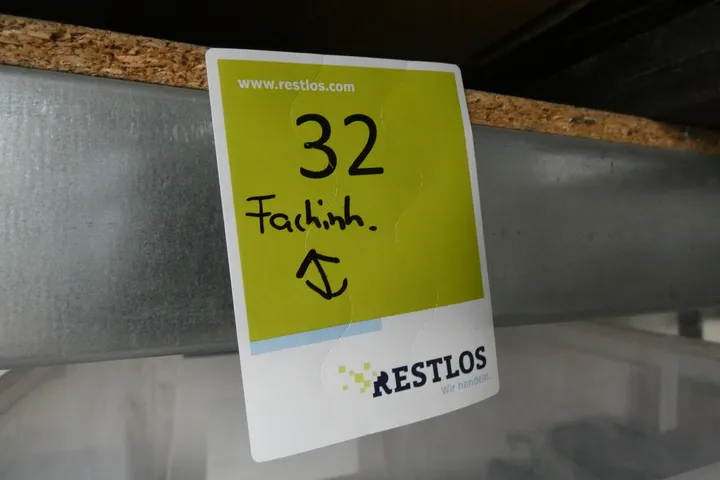 www.restlos.com
32
Fachinh.
RESTLOS
Wir handeln.